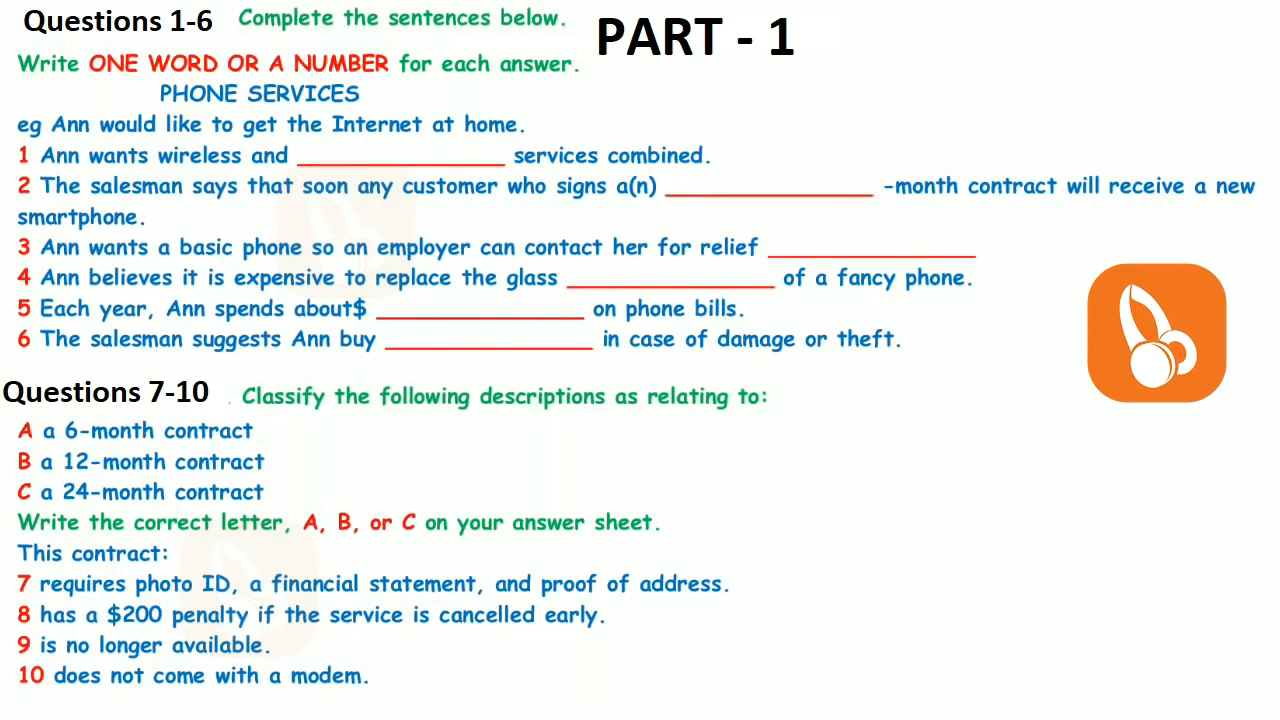 Questions 1-6 Complete the sentences below.
PART - 1
Write ONE WORD OR A NUMBER for each answer.
PHONE SERVICES
eg Ann would like to get the Internet at home.
1 Ann wants wireless and _______________ services combined.
2 The salesman says that soon any customer who signs a(n) _______________ -month contract will receive a new
smartphone.
3 Ann wants a basic phone so an employer can contact her for relief _______________
4 Ann believes it is expensive to replace the glass _______________ of a fancy phone.
5 Each year, Ann spends about$ _______________ on phone bills.
6 The salesman suggests Ann buy _______________ in case of damage or theft.
Questions 7-10 . Classify the following descriptions as relating to:
A a 6-month contract
B a 12-month contract
C a 24-month contract
Write the correct letter, A, B, or C on your answer sheet.
This contract:
7 requires photo ID, a financial statement, and proof of address.
8 has a $200 penalty if the service is cancelled early.
9 is no longer available.
10 does not come with a modem.